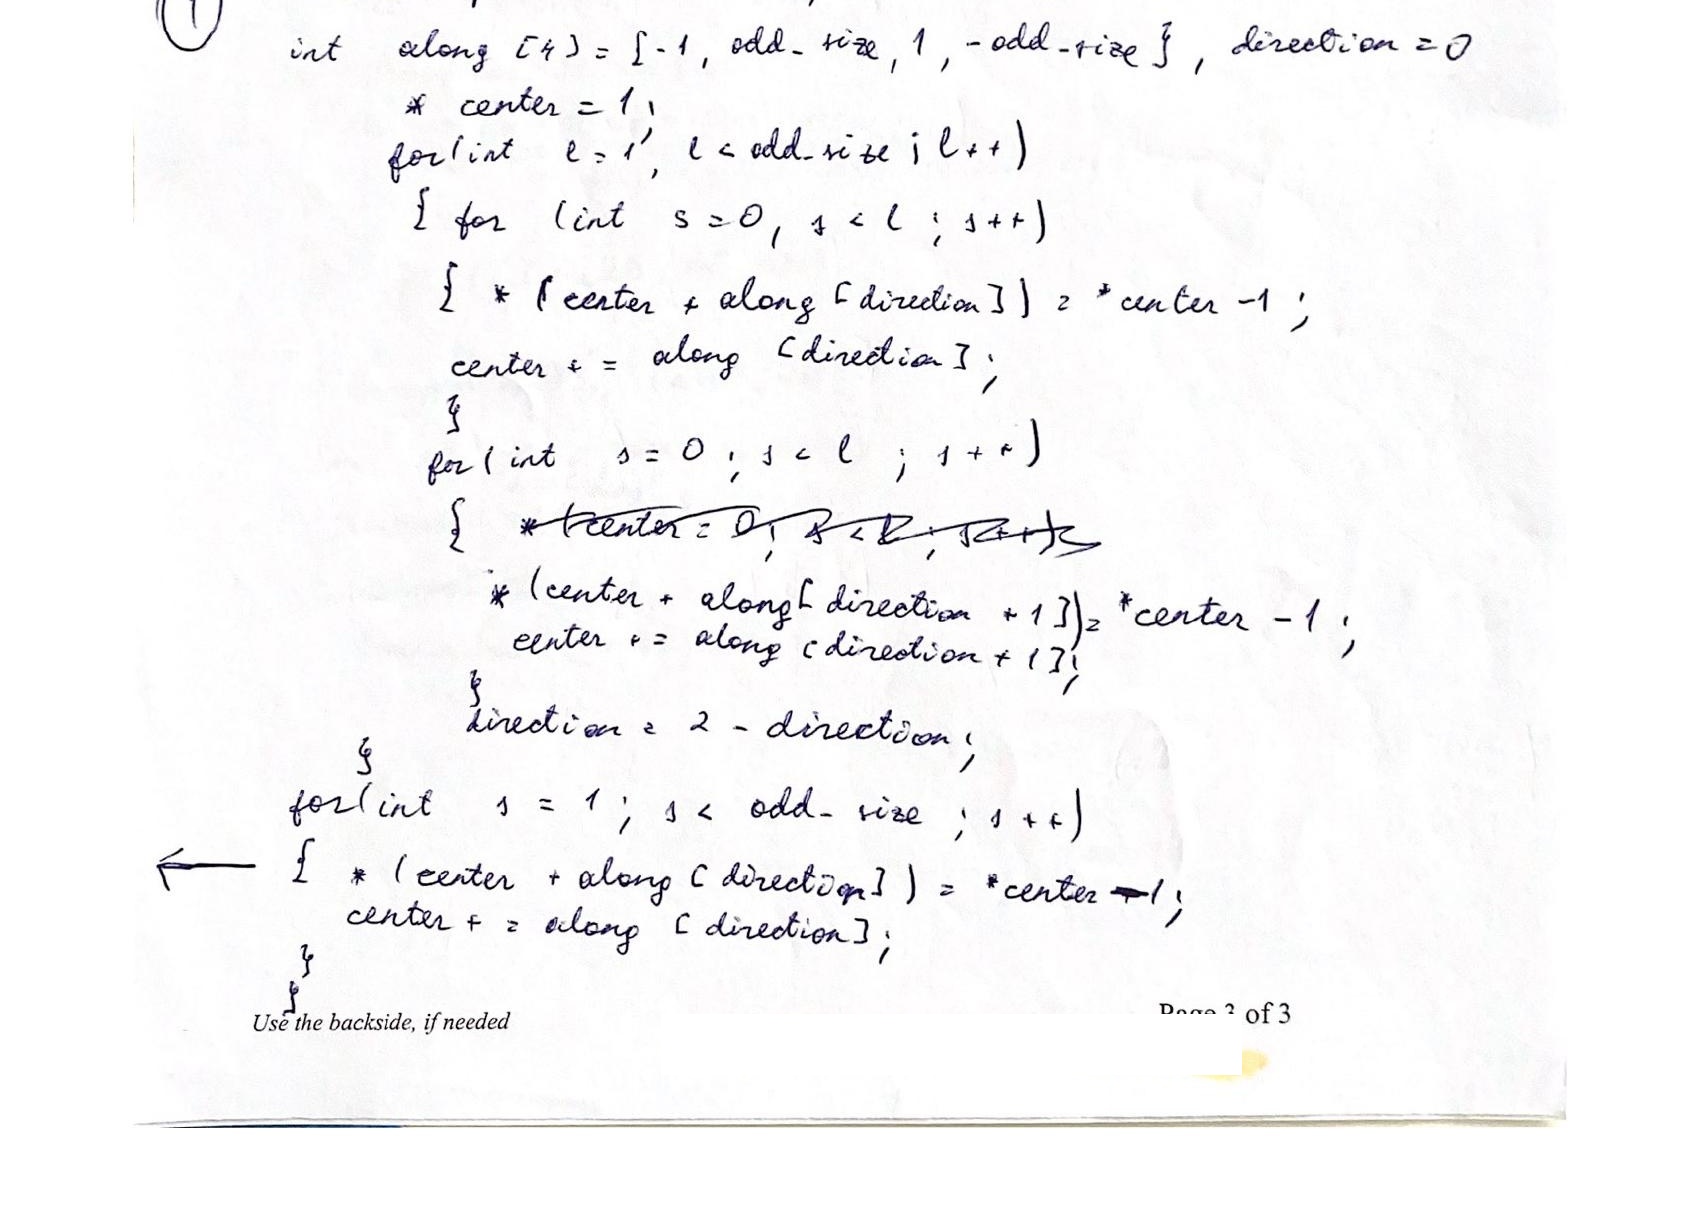 1
int along [4] = {-1, odd_size, 1, -odd_size}, direction = 0
* center = 1;
for(int l=1, l < odd_size; l++)
{ for (int s=0, s < l ; s++)
{ * (center + along [direction]) = *center -1 ;
center += along [direction];
}
for(int s=0; s < l ; s++)
{ *(center = 0; s < l; s++)
*(center + along[direction +1]) = *center -1 ;
center += along [direction +1];
}
direction = 2 - direction;
}
for(int s = 1; s < odd_size ; s++)
{ *(center + along [direction]) = *center -1;
center += along [direction];
}
}
Use the backside, if needed
Page 3 of 3